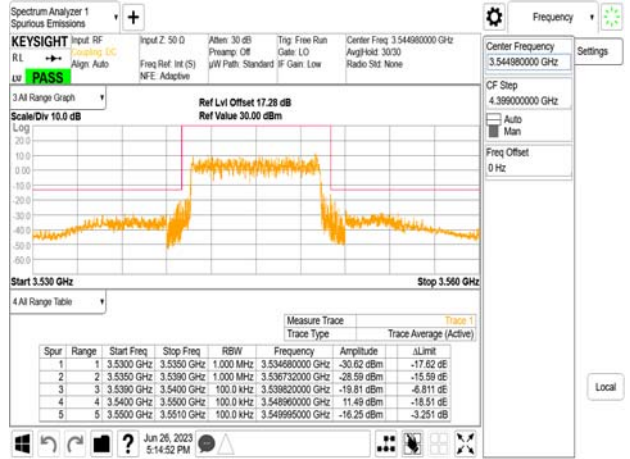 Spectrum Analyzer 1
Spurious Emissions
+
Frequency
KEYSIGHT Input: RF Input Z: 50 Ω Atten: 30 dB Trig: Free Run Center Freq: 3.544980000 GHz
RL Coupling: DC Preamp: Off Gate: LO Avg|Hold: 30/30
Align: Auto Freq Ref: Int (S) µW Path: Standard IF Gain: Low Radio Std: None
PASS NFE: Adaptive
Center Frequency
3.544980000 GHz
Settings
CF Step
4.399000000 GHz
Auto
Man
Freq Offset
0 Hz
Local
3 All Range Graph
Ref Lvl Offset 17.28 dB
Scale/Div 10.0 dB Ref Value 30.00 dBm
Log
20.0
10.0
0.00
-10.0
-20.0
-30.0
-40.0
-50.0
-60.0
Start 3.530 GHz Stop 3.560 GHz
4 All Range Table
Measure Trace Trace 1
Trace Type Trace Average (Active)
Spur Range Start Freq Stop Freq RBW Frequency Amplitude ΔLimit
1 1 3.5300 GHz 3.5350 GHz 1.000 MHz 3.534680000 GHz -30.62 dBm -17.62 dB
2 2 3.5350 GHz 3.5390 GHz 1.000 MHz 3.536732000 GHz -28.59 dBm -15.59 dB
3 3 3.5390 GHz 3.5400 GHz 100.0 kHz 3.539820000 GHz -19.81 dBm -6.811 dB
4 4 3.5400 GHz 3.5500 GHz 100.0 kHz 3.548960000 GHz 11.49 dBm -18.51 dB
5 5 3.5500 GHz 3.5510 GHz 100.0 kHz 3.549995000 GHz -16.25 dBm -3.251 dB
? Jun 26, 2023
5:14:52 PM